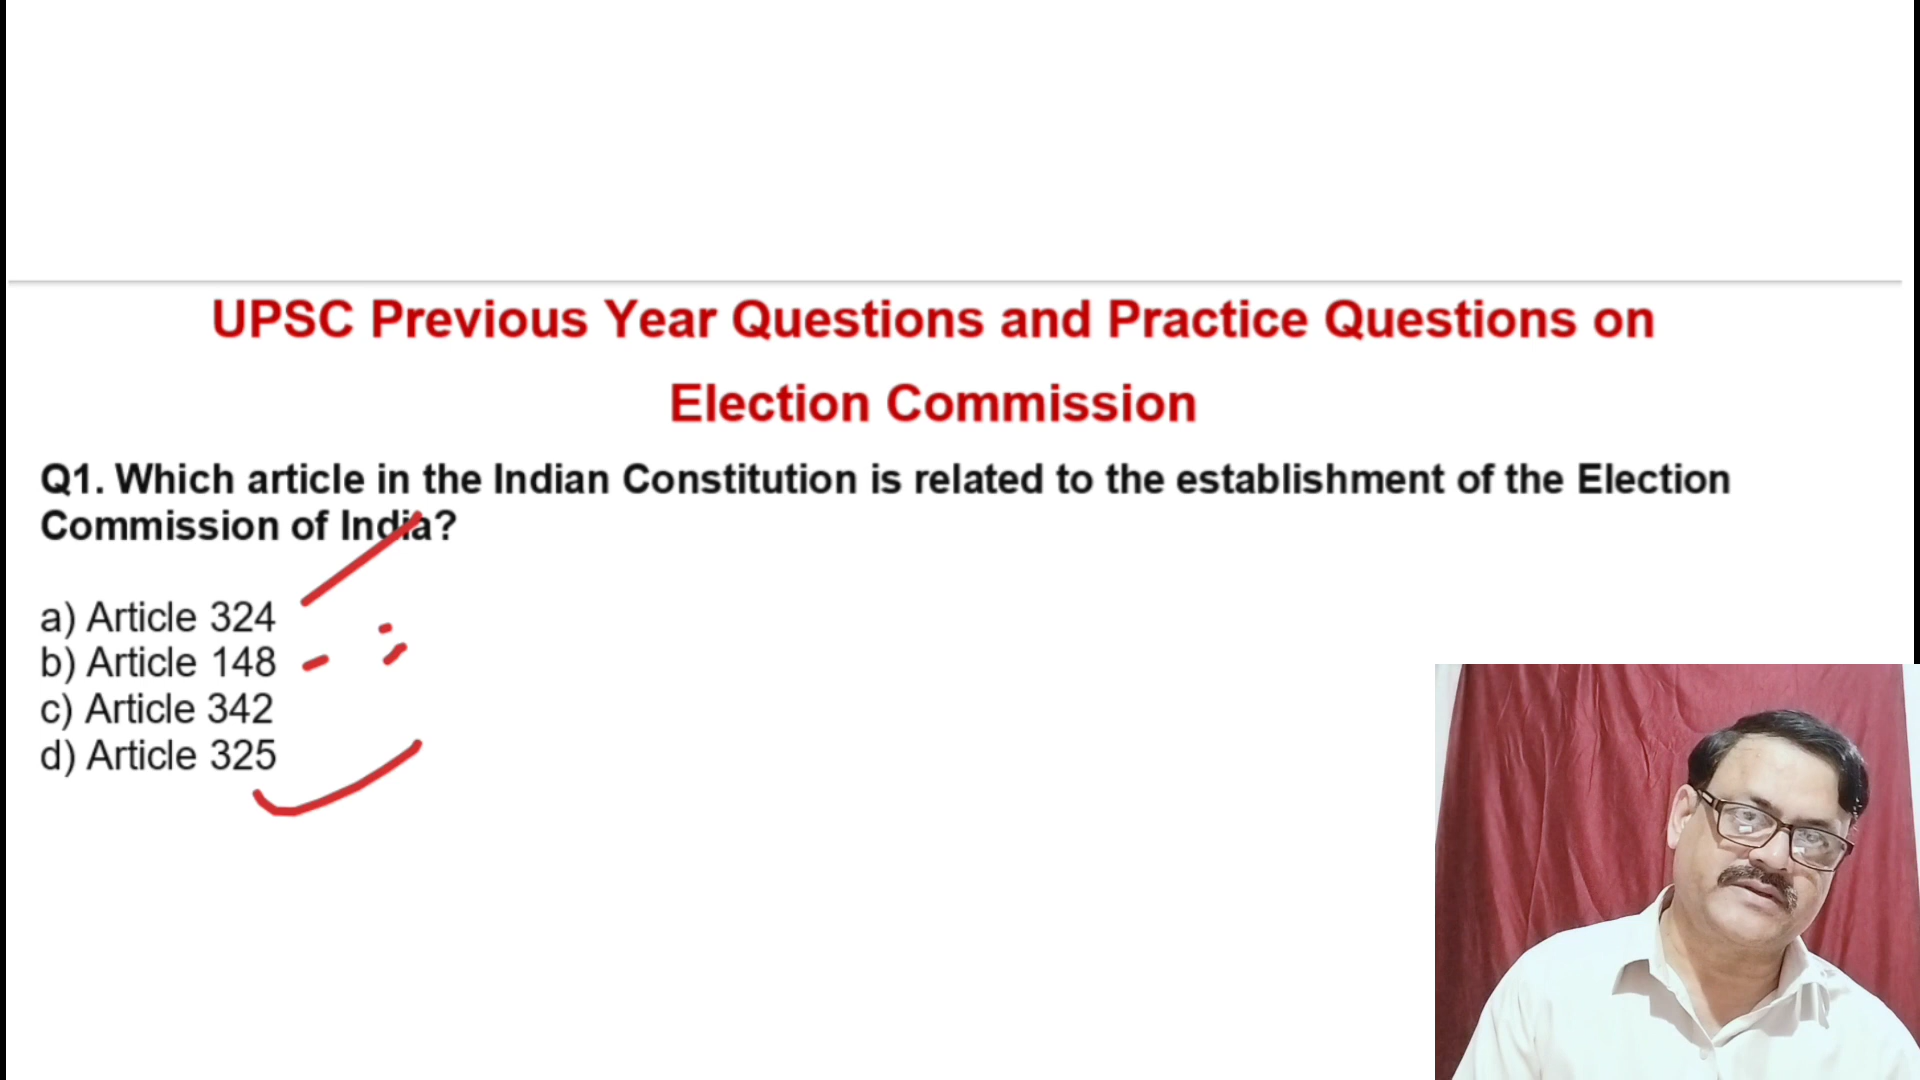 UPSC Previous Year Questions and Practice Questions on
Election Commission
Q1. Which article in the Indian Constitution is related to the establishment of the Election
Commission of India?
a) Article 324
b) Article 148
c) Article 342
d) Article 325